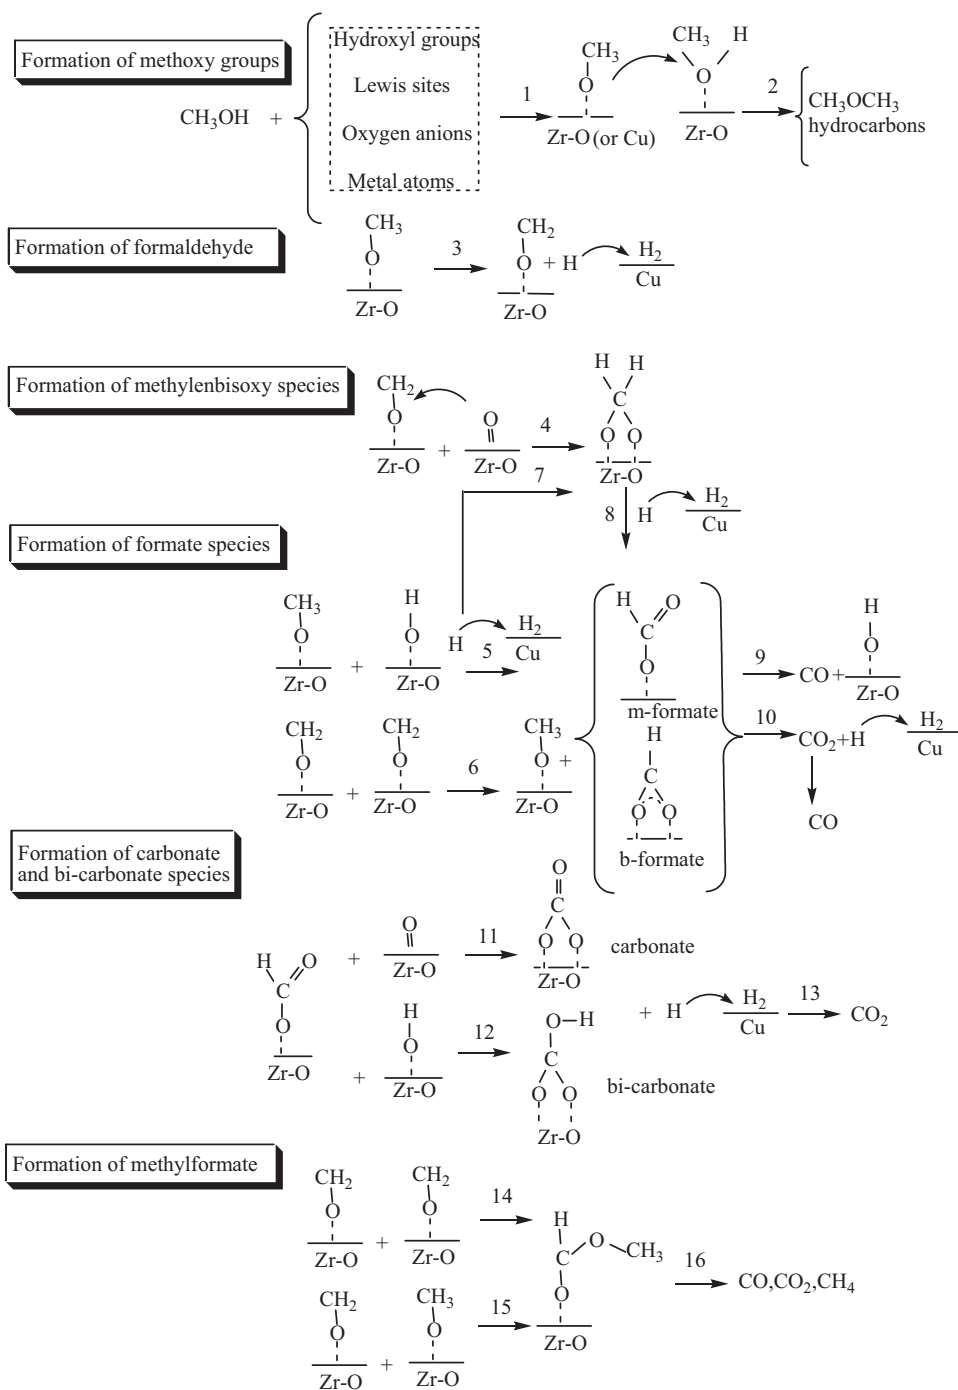 Formation of methoxy groups
CH3OH +
Hydroxyl groups
Lewis sites
Oxygen anions
Metal atoms
1
CH3
O
Zr-O (or Cu)
CH3 H
O
Zr-O
2
CH3OCH3
hydrocarbons
Formation of formaldehyde
CH3
O
Zr-O
3
CH2
O
Zr-O
+ H
H2
Cu
Formation of methylenbisoxy species
CH2
O
Zr-O
+
O
Zr-O
4
7
H H
C
O O
Zr-O
8
H
H2
Cu
Formation of formate species
CH3
O
Zr-O
+
H
O
Zr-O
H
H2
Cu
5
CH2
O
Zr-O
+
CH2
O
Zr-O
6
CH3
O
Zr-O
+
H O
C
O
m-formate
H
C
O O
b-formate
9
CO +
H
O
Zr-O
10
CO2+H
H2
Cu
CO
Formation of carbonate
and bi-carbonate species
H O
C
O
Zr-O
+
O
Zr-O
11
O
C
O O
Zr-O
carbonate
+
H
O
Zr-O
12
O–H
C
O O
Zr-O
bi-carbonate
+ H
H2
Cu
13
CO2
Formation of methylformate
CH2
O
Zr-O
+
CH2
O
Zr-O
14
CH2
O
Zr-O
+
CH3
O
Zr-O
15
H
O
CH3
C
O
Zr-O
16
CO,CO2,CH4